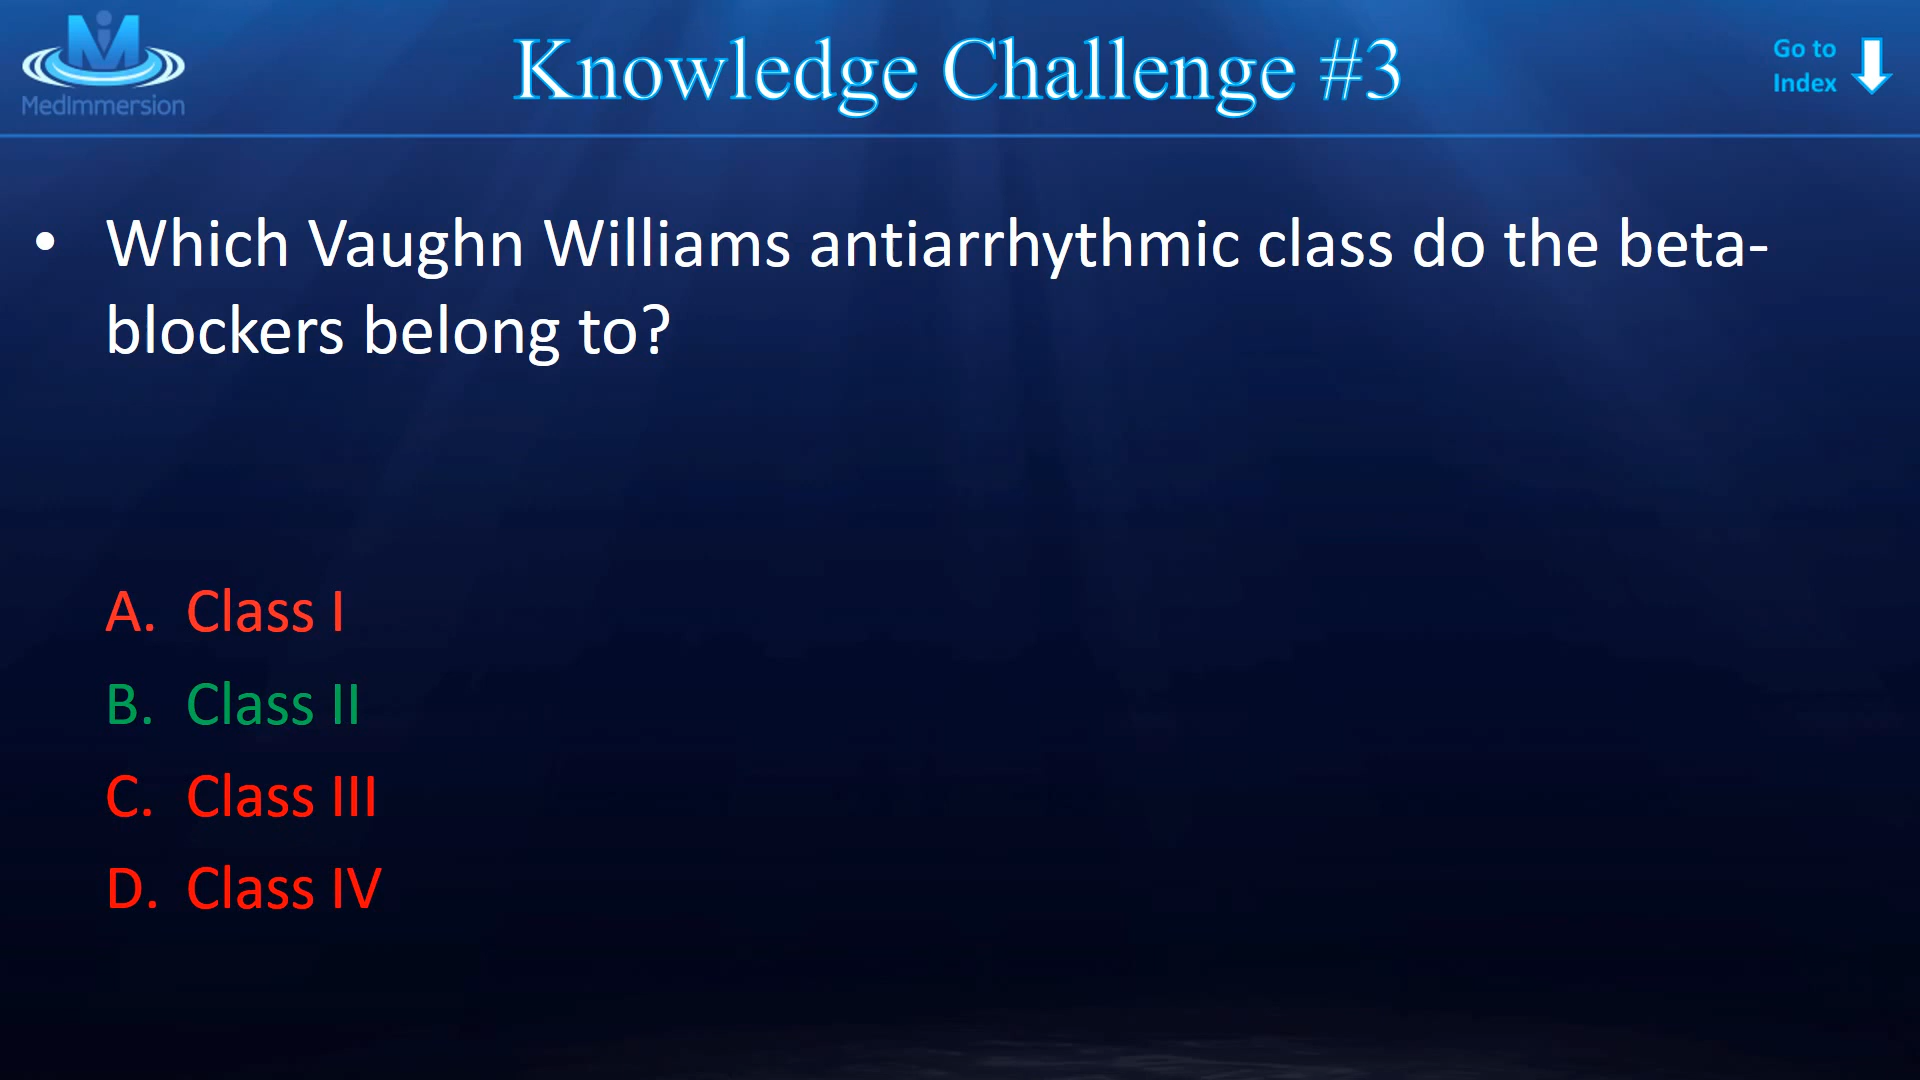 MedImmersion
Knowledge Challenge #3
Go to
Index
• Which Vaughn Williams antiarrhythmic class do the beta-
blockers belong to?
A. Class I
B. Class II
C. Class III
D. Class IV